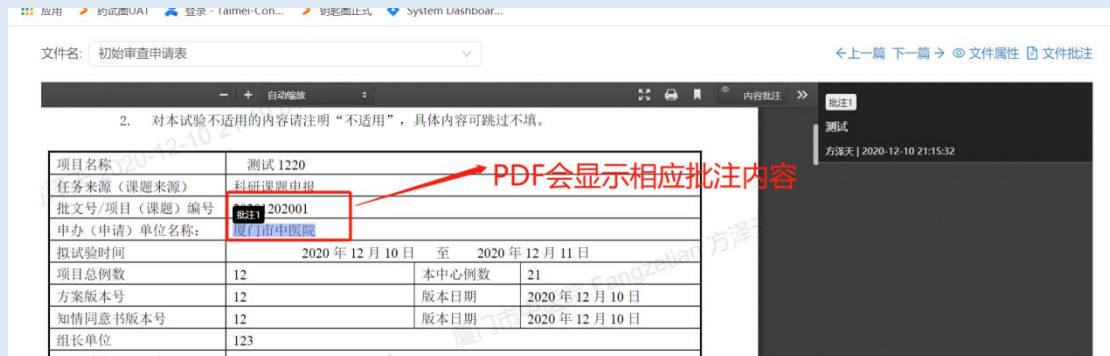 应用 药试圈UAT 登录 - Taimei-Con... 钥匙圈正式 System Dashboar...
文件名: 初始审查申请表 ←上一篇 下一篇→ 文件属性 文件批注
− + 自动缩放 内容批注 »
批注1
测试
方泽天 | 2020-12-10 21:15:32
2. 对本试验不适用的内容请注明“不适用”，具体内容可跳过不填。
PDF会显示相应批注内容
项目名称 测试 1220
任务来源（课题来源） 科研课题申报
批文号/项目（课题）编号 20201202001
批注1
申办（申请）单位名称: 厦门市中医院
拟试验时间 2020 年 12 月 10 日 至 2020 年 12 月 11 日
项目总例数 12 本中心例数 21
方案版本号 12 版本日期 2020 年 12 月 10 日
知情同意书版本号 12 版本日期 2020 年 12 月 10 日
组长单位 123